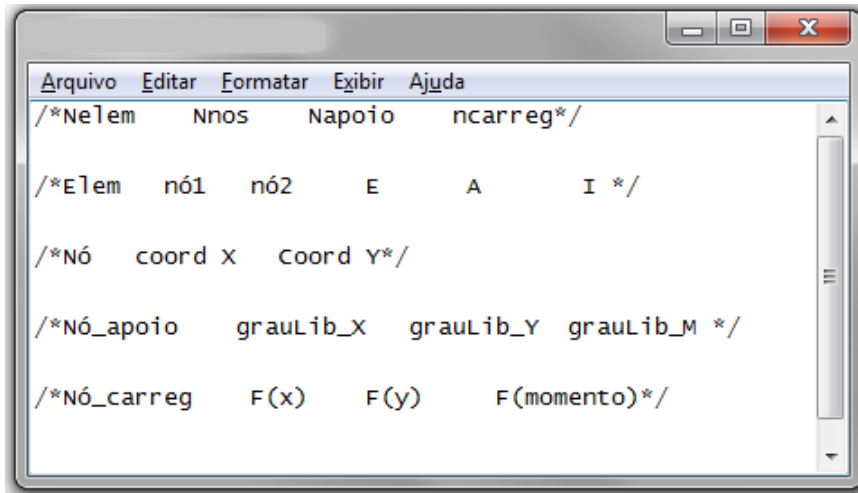 Arquivo Editar Formatar Exibir Ajuda
/*Nelem Nnos Napoio ncarreg*/
/*Elem nó1 nó2 E A I */
/*Nó coord X Coord Y*/
/*Nó_apoio grauLib_X grauLib_Y grauLib_M */
/*Nó_carreg F(x) F(y) F(momento)*/